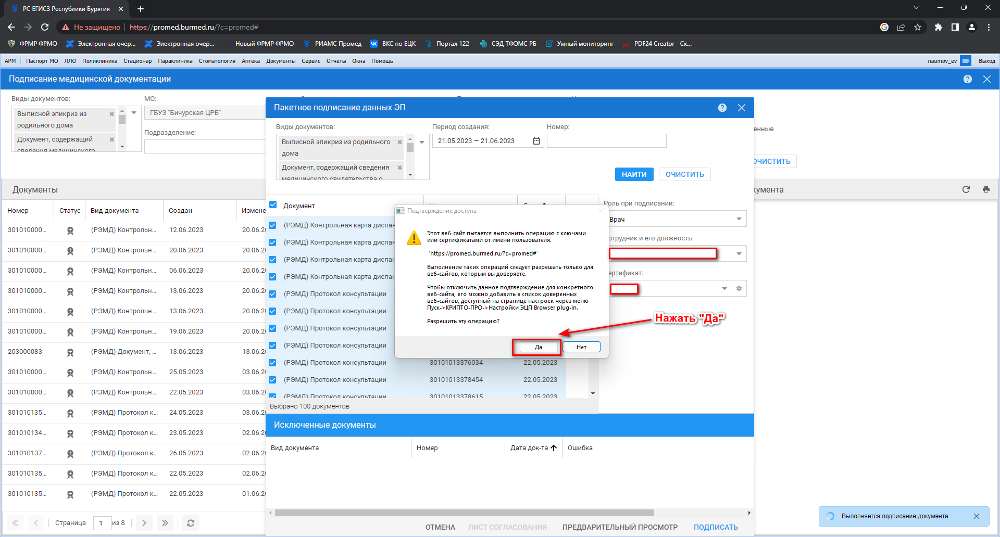 РС ЕГИСЗ Республики Бурятия
Не защищено https://promed.burmed.ru/?c=promed#
ФРМР ФРМО Электронная очер... Электронная очер... Новый ФРМР ФРМО РИАМС Промед ВКС по ЕЦК Портал 122 СЭД ТФОМС РБ Умный мониторинг PDF24 Creator - Ск...
АРМ Паспорт МО ЛЛО Поликлиника Стационар Параклиника Стоматология Аптека Документы Сервис Отчеты Окна Помощь naumov_ev Выход
Подписание медицинской документации
Виды документов:
МО:
Выписной эпикриз из
родильного дома
Документ, содержащий
сведения медицинского
ГБУЗ "Бичурская ЦРБ"
Подразделение:
енные
ОЧИСТИТЬ
Документы
кумента
Номер Статус Вид документа Создан Измене
301010000... (РЭМД) Контрольн... 12.06.2023 20.06.20
301010000... (РЭМД) Контрольн... 20.06.2023 20.06.20
301010000... (РЭМД) Контрольн... 06.06.2023 20.06.20
301010000... (РЭМД) Контрольн... 13.06.2023 20.06.20
301010000... (РЭМД) Контрольн... 13.06.2023 20.06.20
301010000... (РЭМД) Контрольн... 19.06.2023 20.06.20
203000083 (РЭМД) Документ, ... 13.06.2023 13.06.20
301010000... (РЭМД) Контрольн... 25.05.2023 03.06.20
301010000... (РЭМД) Контрольн... 22.05.2023 03.06.20
301010135... (РЭМД) Протокол к... 24.05.2023 03.06.20
301010134... (РЭМД) Протокол к... 23.05.2023 02.06.20
301010137... (РЭМД) Протокол к... 26.05.2023 02.06.20
301010135... (РЭМД) Протокол к... 22.05.2023 02.06.20
301010135... (РЭМД) Протокол к... 22.05.2023 01.06.20
Страница 1 из 8
Пакетное подписание данных ЭП
Виды документов:
Период создания:
Номер:
Выписной эпикриз из родильного
дома
Документ, содержащий сведения
медицинского свидетельства о
21.05.2023 — 21.06.2023
НАЙТИ ОЧИСТИТЬ
Документ
(РЭМД) Контрольная карта диспан
(РЭМД) Контрольная карта диспан
(РЭМД) Контрольная карта диспан
(РЭМД) Контрольная карта диспан
(РЭМД) Протокол консультации
(РЭМД) Протокол консультации
(РЭМД) Протокол консультации
(РЭМД) Протокол консультации
(РЭМД) Протокол консультации 30101013376034 22.05.2023
(РЭМД) Протокол консультации 30101013378454 22.05.2023
(РЭМД) Протокол консультации 30101013378615 22.05.2023
Выбрано 100 документов
Роль при подписании:
Врач
отрудник и его должность:
ертификат:
Подтверждение доступа
Этот веб-сайт пытается выполнить операцию с ключами
или сертификатами от имени пользователя.
'https://promed.burmed.ru/?c=promed#'
Выполнение таких операций следует разрешать только для
веб-сайтов, которым вы доверяете.
Чтобы отключить данное подтверждение для конкретного
веб-сайта, его можно добавить в список доверенных
веб-сайтов, доступный на странице настроек через меню
Пуск->КРИПТО-ПРО->Настройки ЭЦП Browser plug-in.
Разрешить эту операцию?
Да Нет
Нажать "Да"
Исключенные документы
Вид документа Номер Дата док-та Ошибка
ОТМЕНА ЛИСТ СОГЛАСОВАНИЯ ПРЕДВАРИТЕЛЬНЫЙ ПРОСМОТР ПОДПИСАТЬ
Выполняется подписание документа